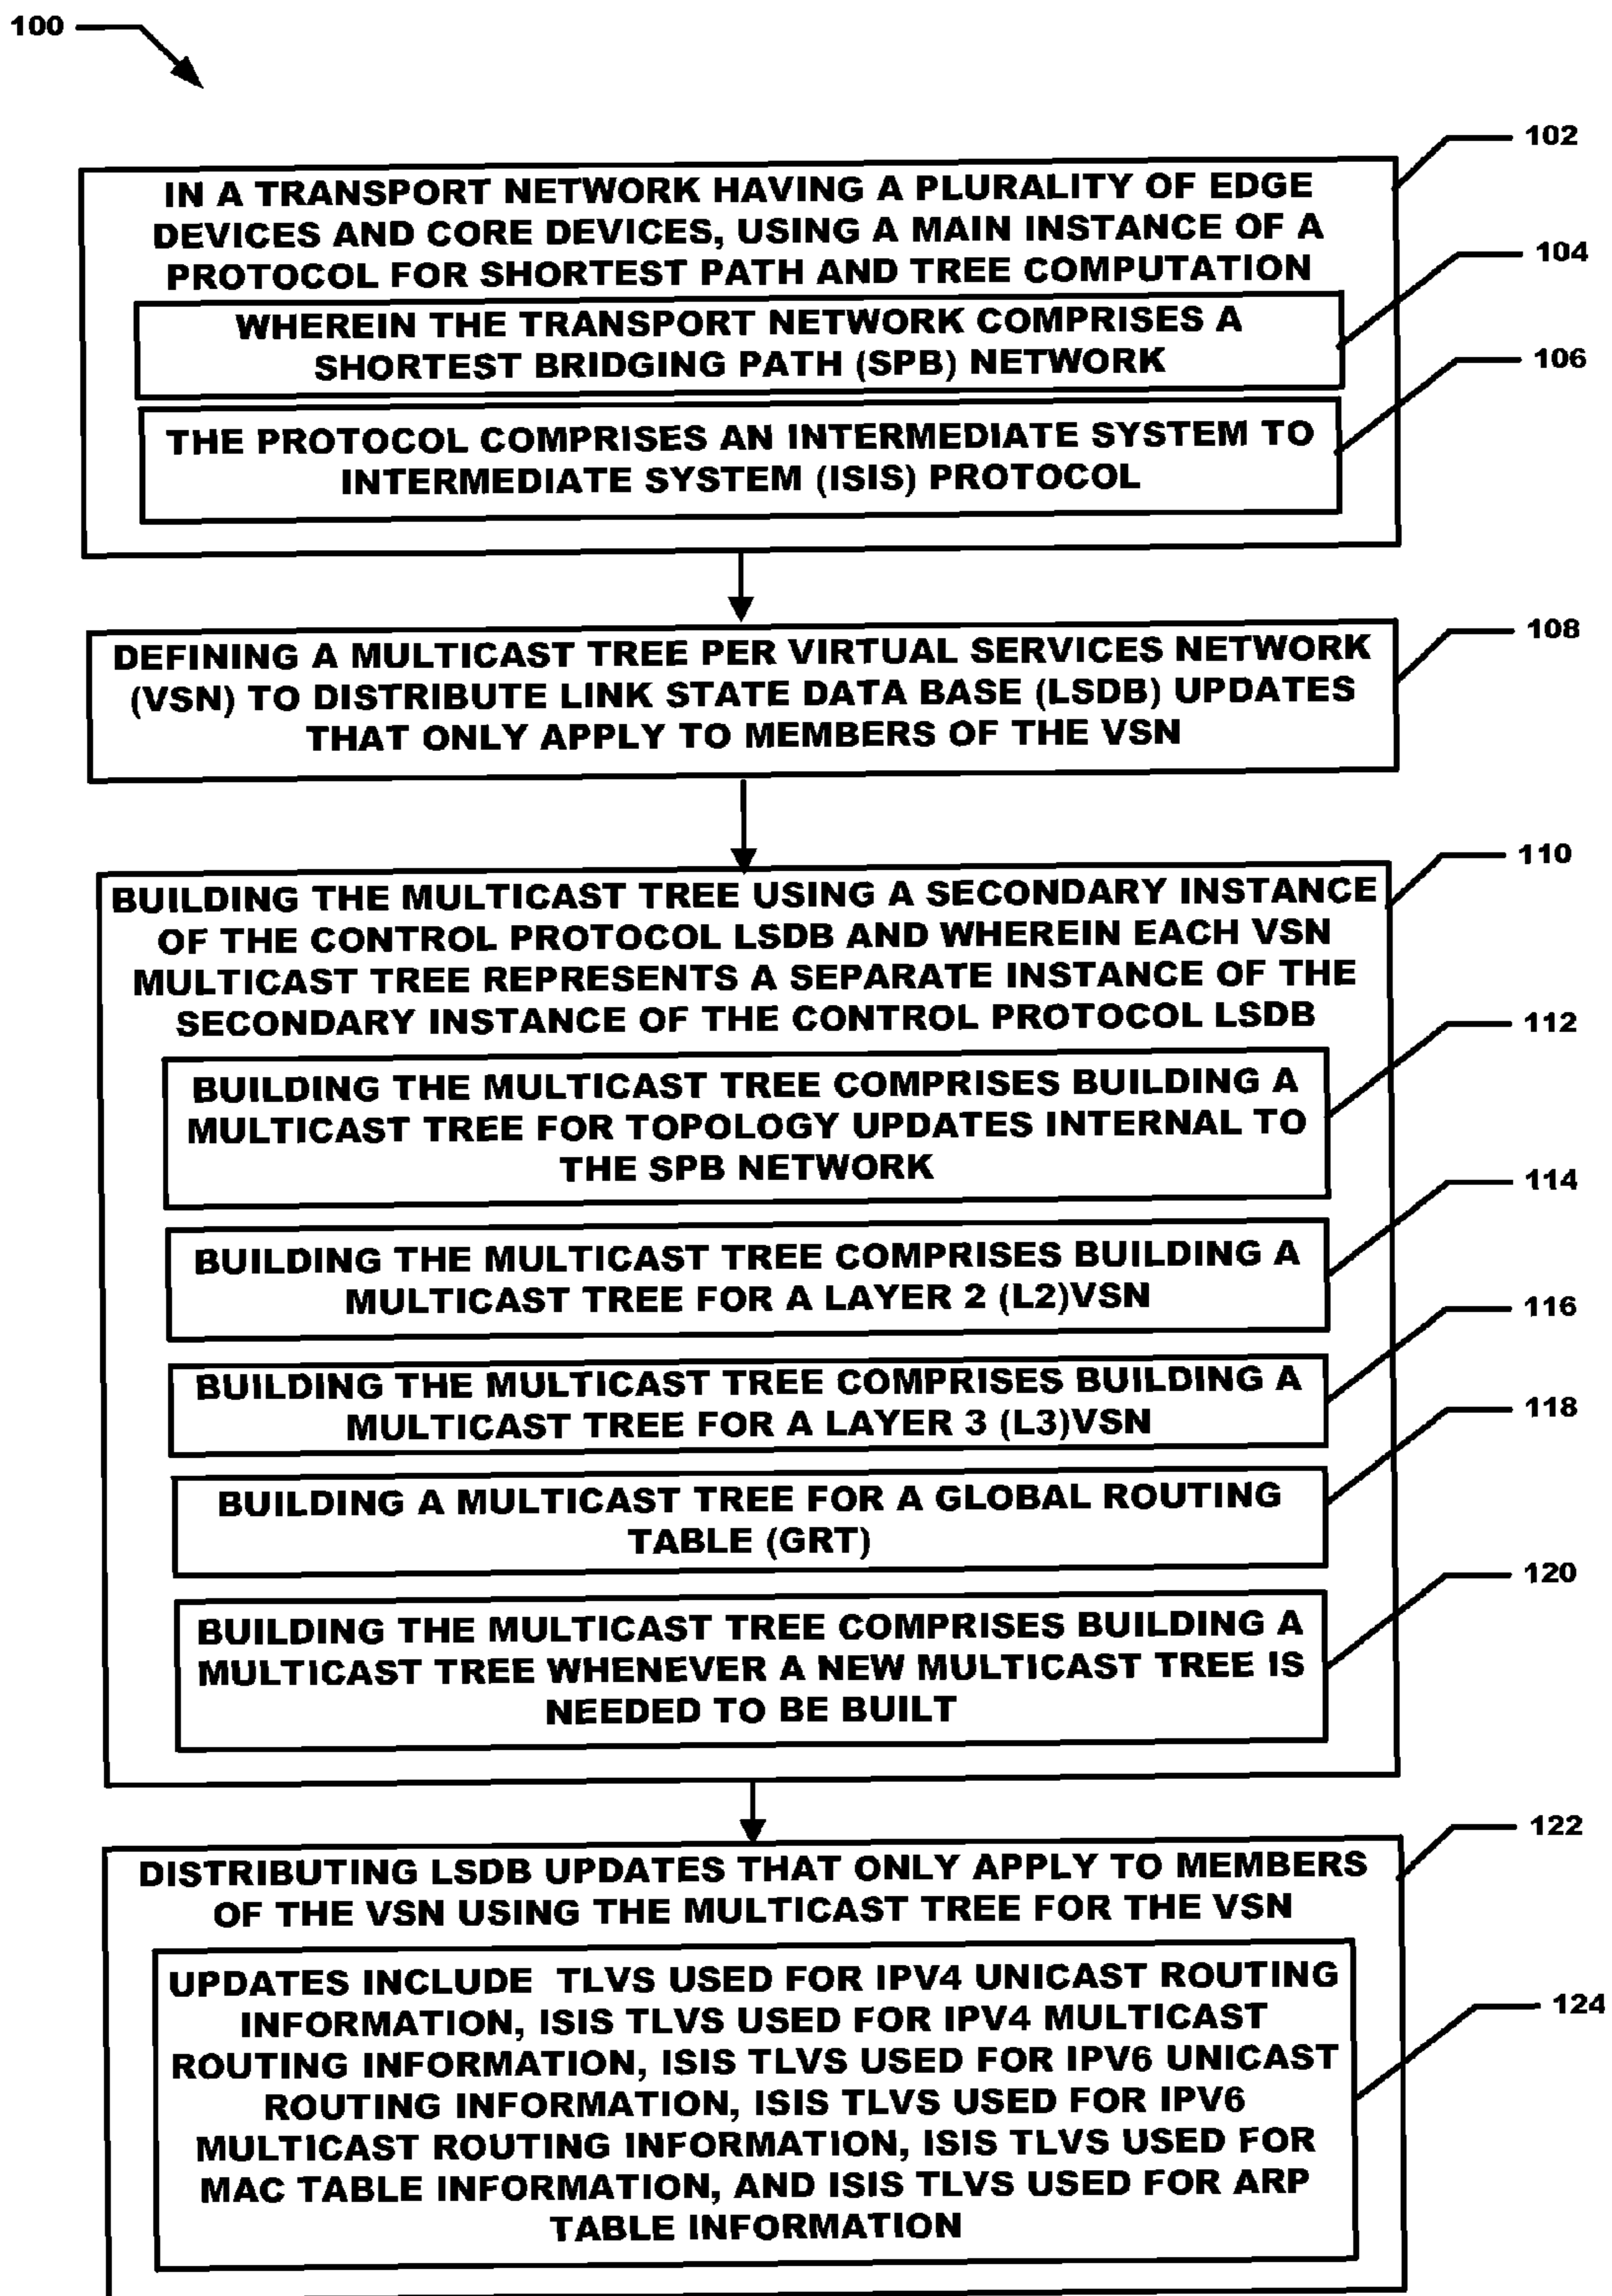 100
102
IN A TRANSPORT NETWORK HAVING A PLURALITY OF EDGE
DEVICES AND CORE DEVICES, USING A MAIN INSTANCE OF A
PROTOCOL FOR SHORTEST PATH AND TREE COMPUTATION
104
WHEREIN THE TRANSPORT NETWORK COMPRISES A
SHORTEST BRIDGING PATH (SPB) NETWORK
106
THE PROTOCOL COMPRISES AN INTERMEDIATE SYSTEM TO
INTERMEDIATE SYSTEM (ISIS) PROTOCOL
108
DEFINING A MULTICAST TREE PER VIRTUAL SERVICES NETWORK
(VSN) TO DISTRIBUTE LINK STATE DATA BASE (LSDB) UPDATES
THAT ONLY APPLY TO MEMBERS OF THE VSN
110
BUILDING THE MULTICAST TREE USING A SECONDARY INSTANCE
OF THE CONTROL PROTOCOL LSDB AND WHEREIN EACH VSN
MULTICAST TREE REPRESENTS A SEPARATE INSTANCE OF THE
SECONDARY INSTANCE OF THE CONTROL PROTOCOL LSDB
112
BUILDING THE MULTICAST TREE COMPRISES BUILDING A
MULTICAST TREE FOR TOPOLOGY UPDATES INTERNAL TO
THE SPB NETWORK
114
BUILDING THE MULTICAST TREE COMPRISES BUILDING A
MULTICAST TREE FOR A LAYER 2 (L2)VSN
116
BUILDING THE MULTICAST TREE COMPRISES BUILDING A
MULTICAST TREE FOR A LAYER 3 (L3)VSN
118
BUILDING A MULTICAST TREE FOR A GLOBAL ROUTING
TABLE (GRT)
120
BUILDING THE MULTICAST TREE COMPRISES BUILDING A
MULTICAST TREE WHENEVER A NEW MULTICAST TREE IS
NEEDED TO BE BUILT
122
DISTRIBUTING LSDB UPDATES THAT ONLY APPLY TO MEMBERS
OF THE VSN USING THE MULTICAST TREE FOR THE VSN
124
UPDATES INCLUDE TLVS USED FOR IPV4 UNICAST ROUTING
INFORMATION, ISIS TLVS USED FOR IPV4 MULTICAST
ROUTING INFORMATION, ISIS TLVS USED FOR IPV6 UNICAST
ROUTING INFORMATION, ISIS TLVS USED FOR IPV6
MULTICAST ROUTING INFORMATION, ISIS TLVS USED FOR
MAC TABLE INFORMATION, AND ISIS TLVS USED FOR ARP
TABLE INFORMATION